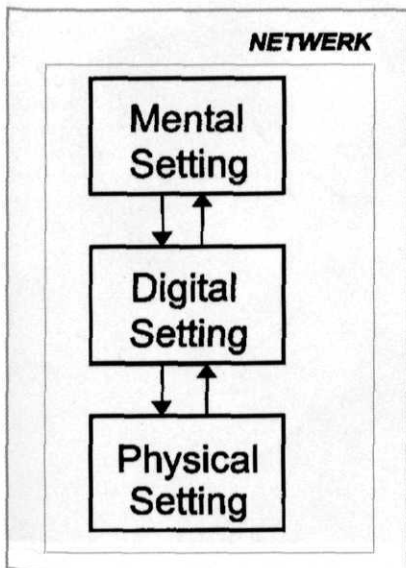 NETWERK
Mental
Setting
Digital
Setting
Physical
Setting